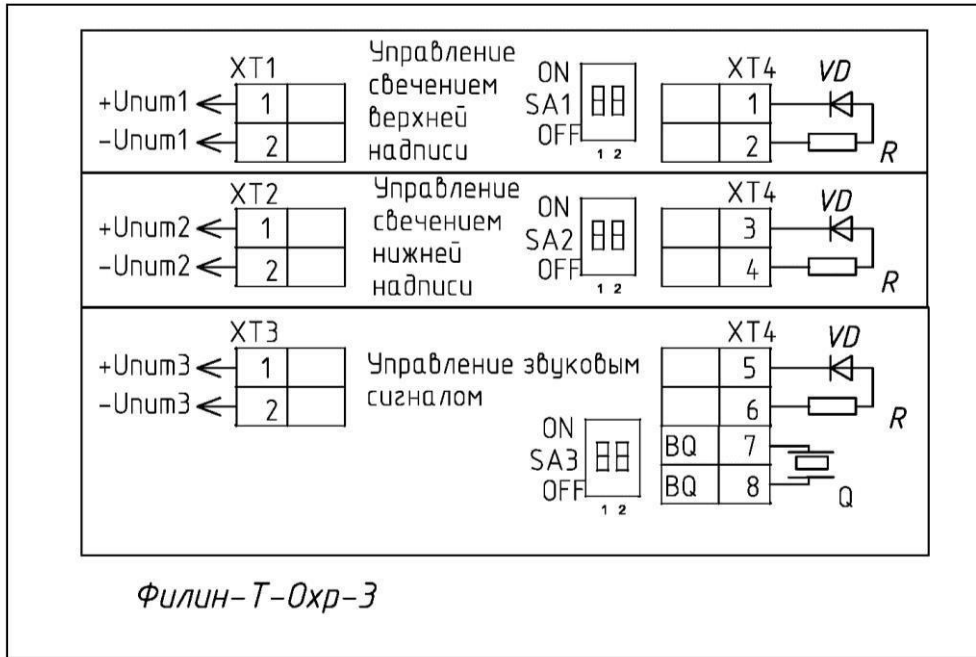 XT1
Управление свечением верхней надписи
ON
SA1
OFF
1 2
XT4
VD
+Uпит1
1
1
-Uпит1
2
2
R
XT2
Управление свечением нижней надписи
ON
SA2
OFF
1 2
XT4
VD
+Uпит2
1
3
-Uпит2
2
4
R
XT3
XT4
VD
+Uпит3
1
Управление звуковым сигналом
5
-Uпит3
2
6
R
ON
SA3
OFF
1 2
BQ 7
BQ 8
Q
Филин-Т-Охр-3